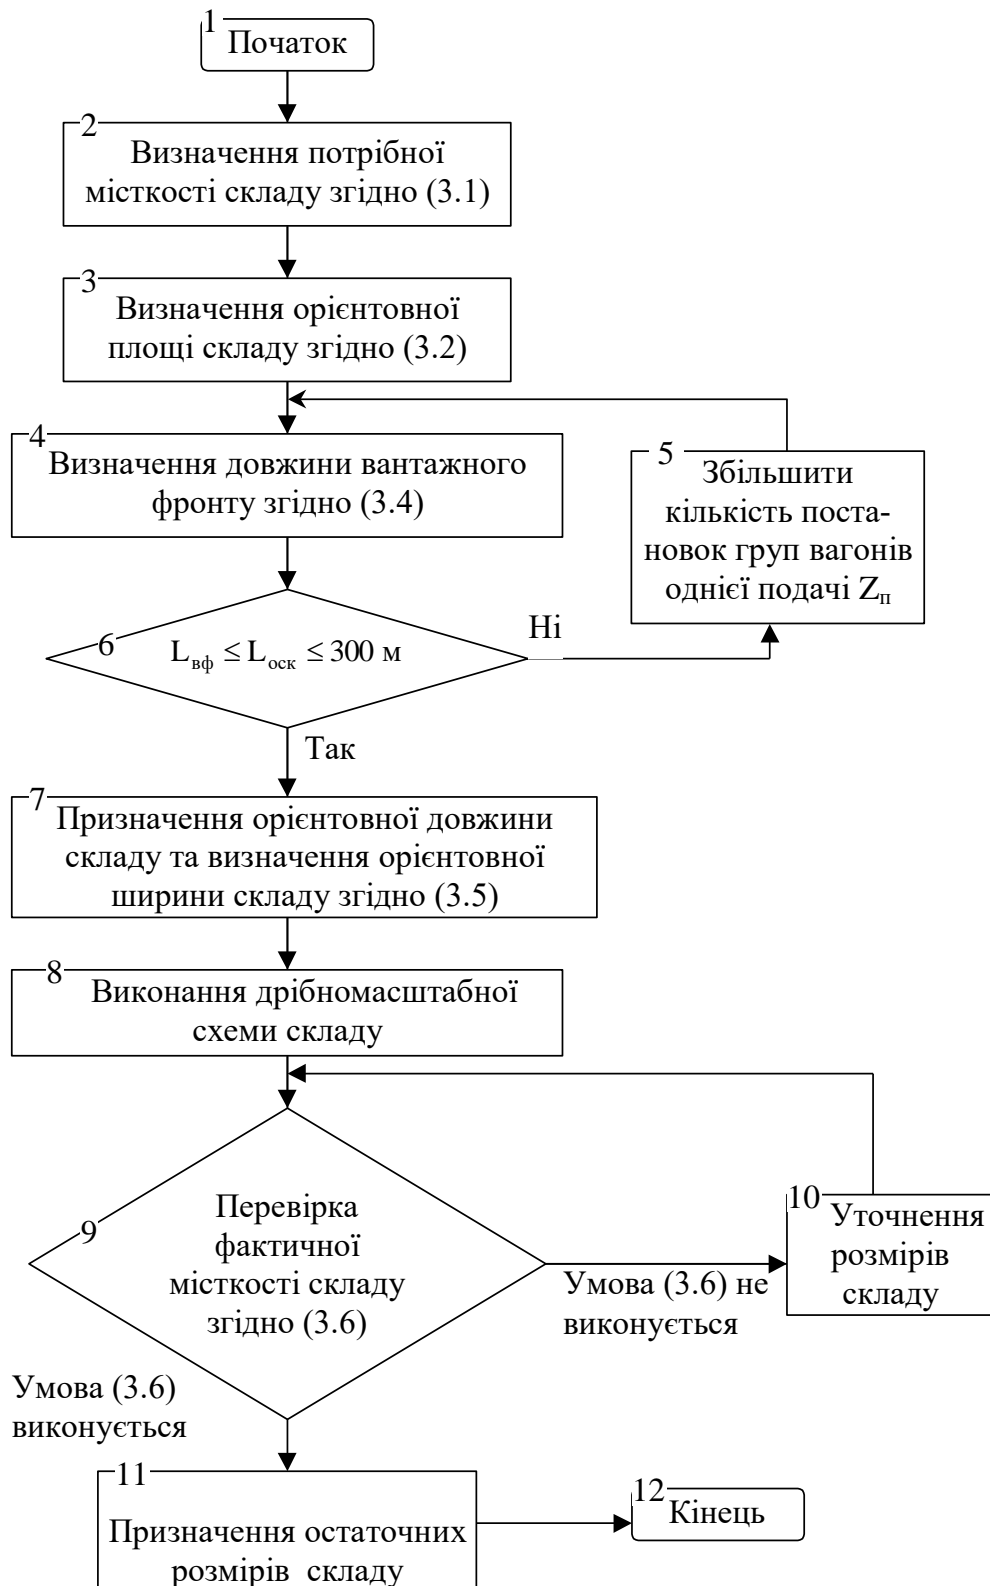 1
Початок
2
Визначення потрібної
місткості складу згідно (3.1)
3
Визначення орієнтовної
площі складу згідно (3.2)
4
Визначення довжини вантажного
фронту згідно (3.4)
5
Збільшити
кількість поста-
новок груп вагонів
однієї подачі Zп
6
Lвф ≤ Lоск ≤ 300 м
Ні
Так
7
Призначення орієнтовної довжини
складу та визначення орієнтовної
ширини складу згідно (3.5)
8
Виконання дрібномасштабної
схеми складу
9
Перевірка
фактичної
місткості складу
згідно (3.6)
Умова (3.6) не
виконується
10
Уточнення
розмірів
складу
Умова (3.6)
виконується
11
Призначення остаточних
розмірів складу
12
Кінець